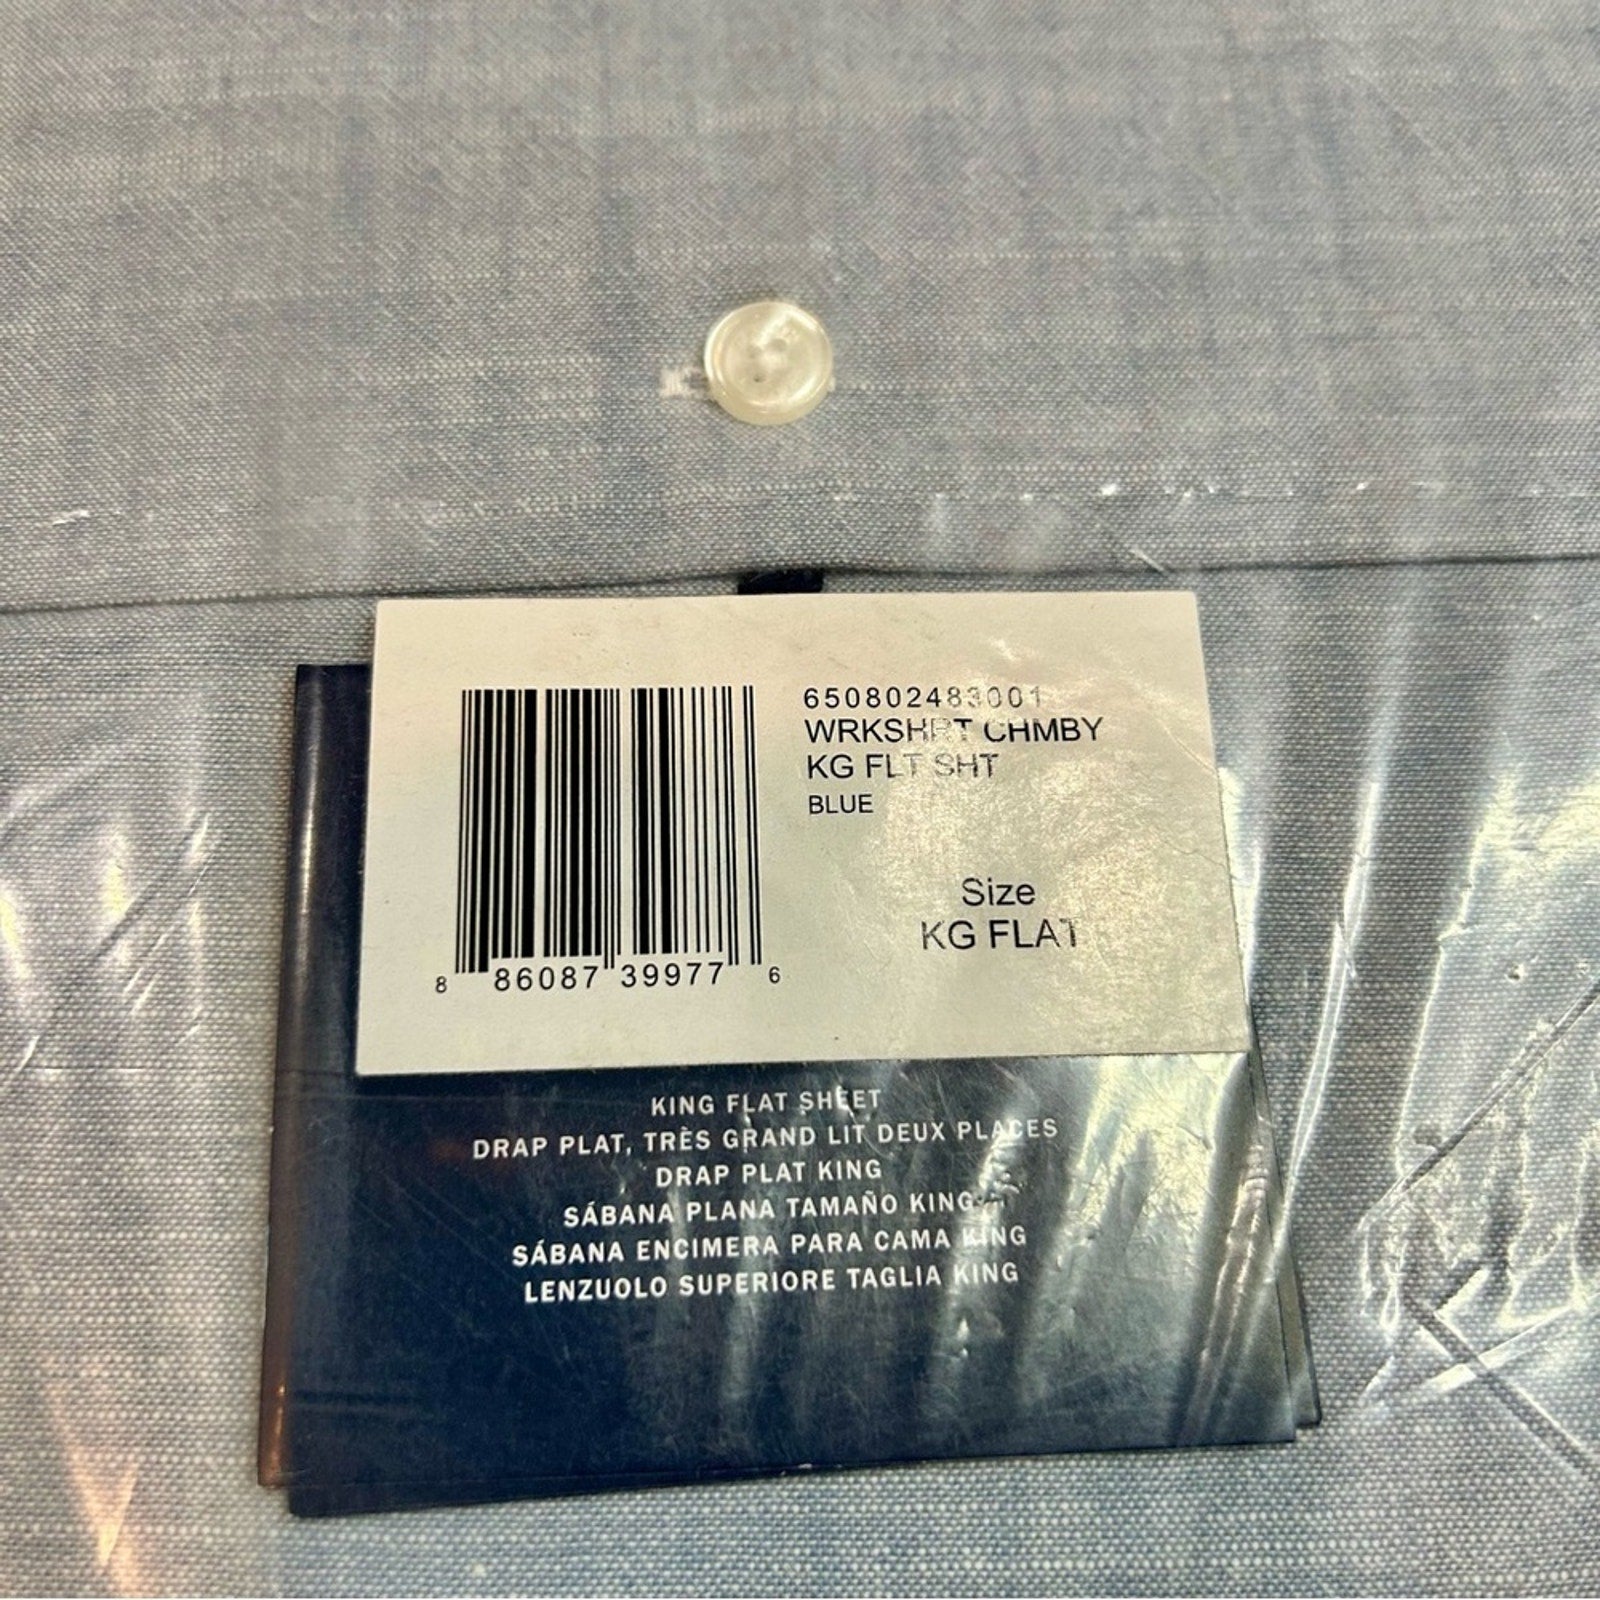 650802483001
WRKSHRT CHMBY
KG FLT SHT
BLUE
Size
KG FLAT
8 86087 39977 6
KING FLAT SHEET
DRAP PLAT, TRÈS GRAND LIT DEUX PLACES
DRAP PLAT KING
SÁBANA PLANA TAMAÑO KING
SÁBANA ENCIMERA PARA CAMA KING
LENZUOLO SUPERIORE TAGLIA KING